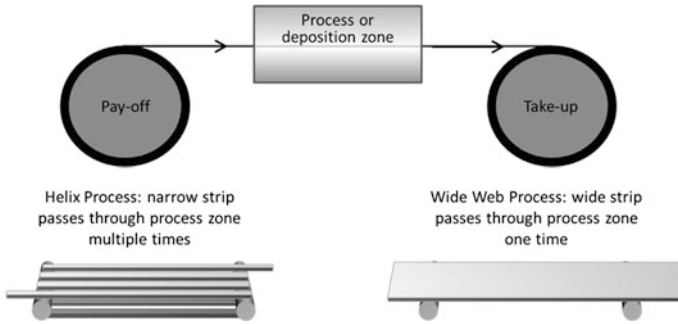 Process or
deposition zone
Pay-off
Take-up
Helix Process: narrow strip
passes through process zone
multiple times
Wide Web Process: wide strip
passes through process zone
one time